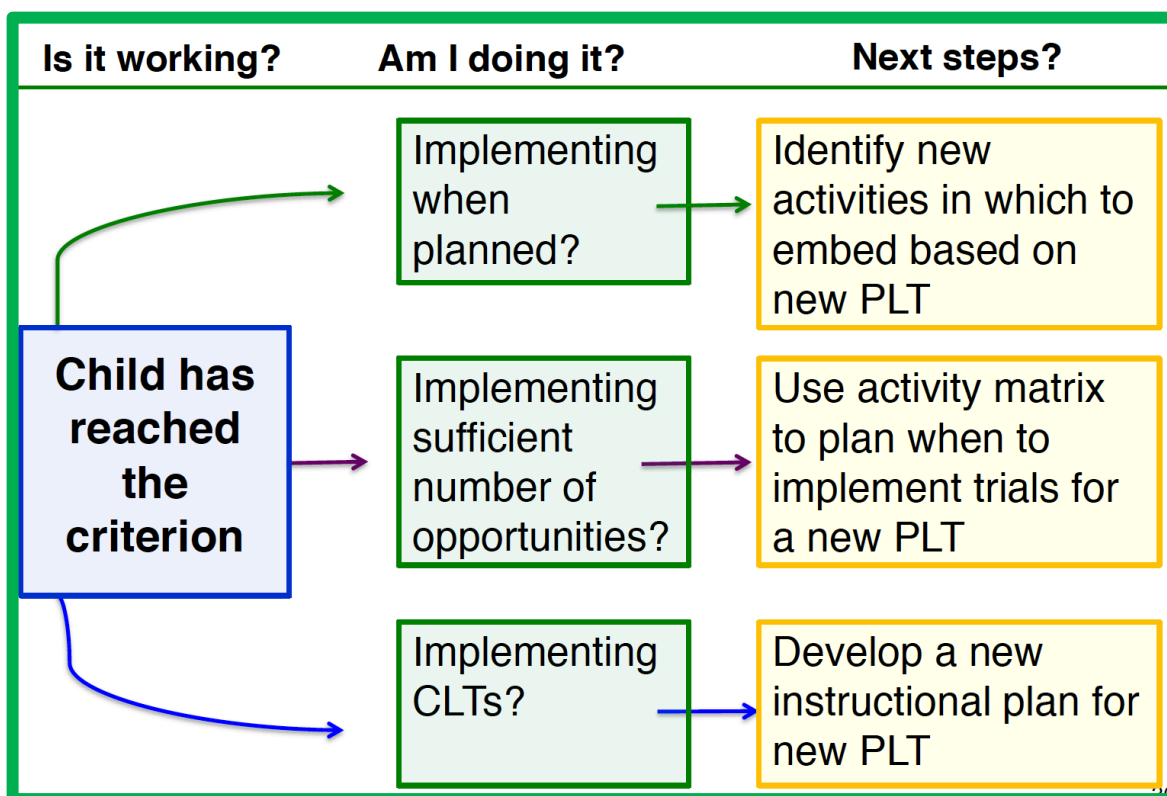 Is it working?
Am I doing it?
Next steps?
Implementing
when
planned?
Identify new
activities in which to
embed based on
new PLT
Child has
reached
the
criterion
Implementing
sufficient
number of
opportunities?
Use activity matrix
to plan when to
implement trials for
a new PLT
Implementing
CLTs?
Develop a new
instructional plan for
new PLT